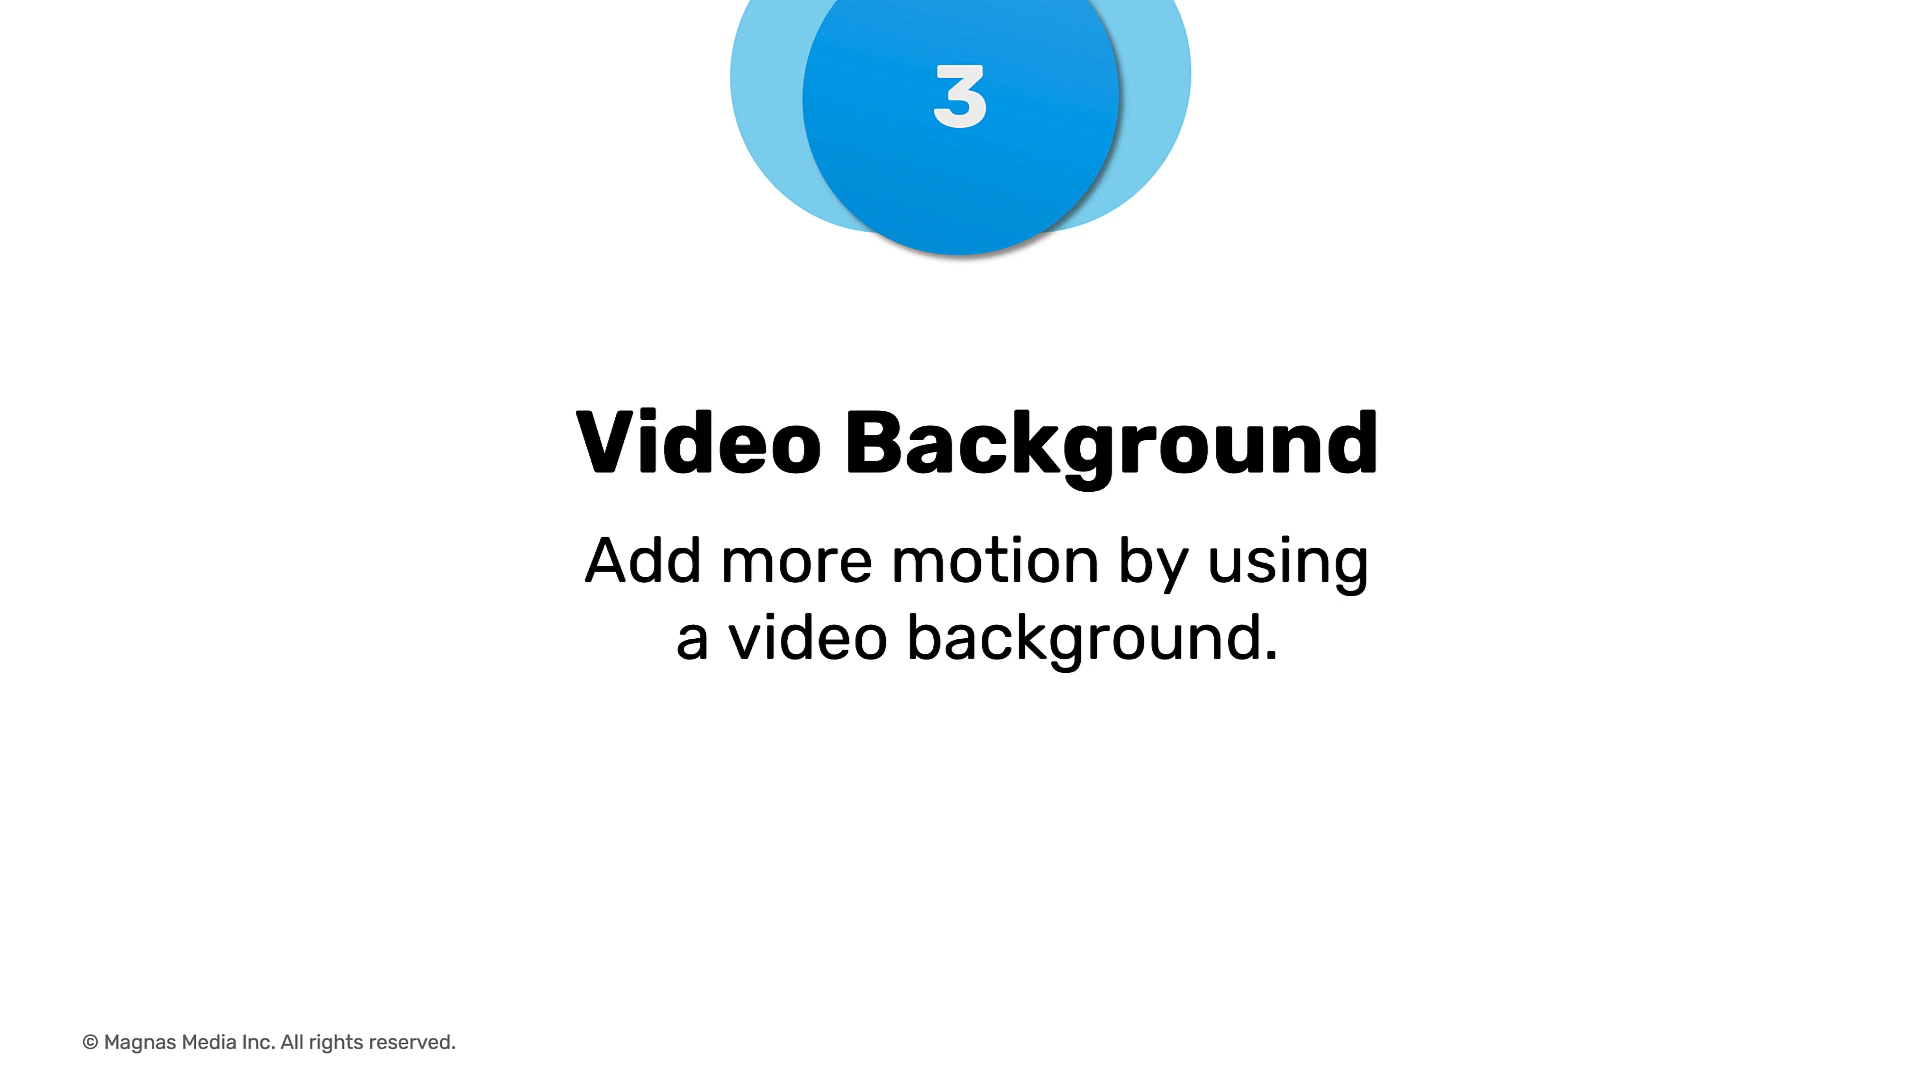 3
Video Background
Add more motion by using
a video background.
© Magnas Media Inc. All rights reserved.